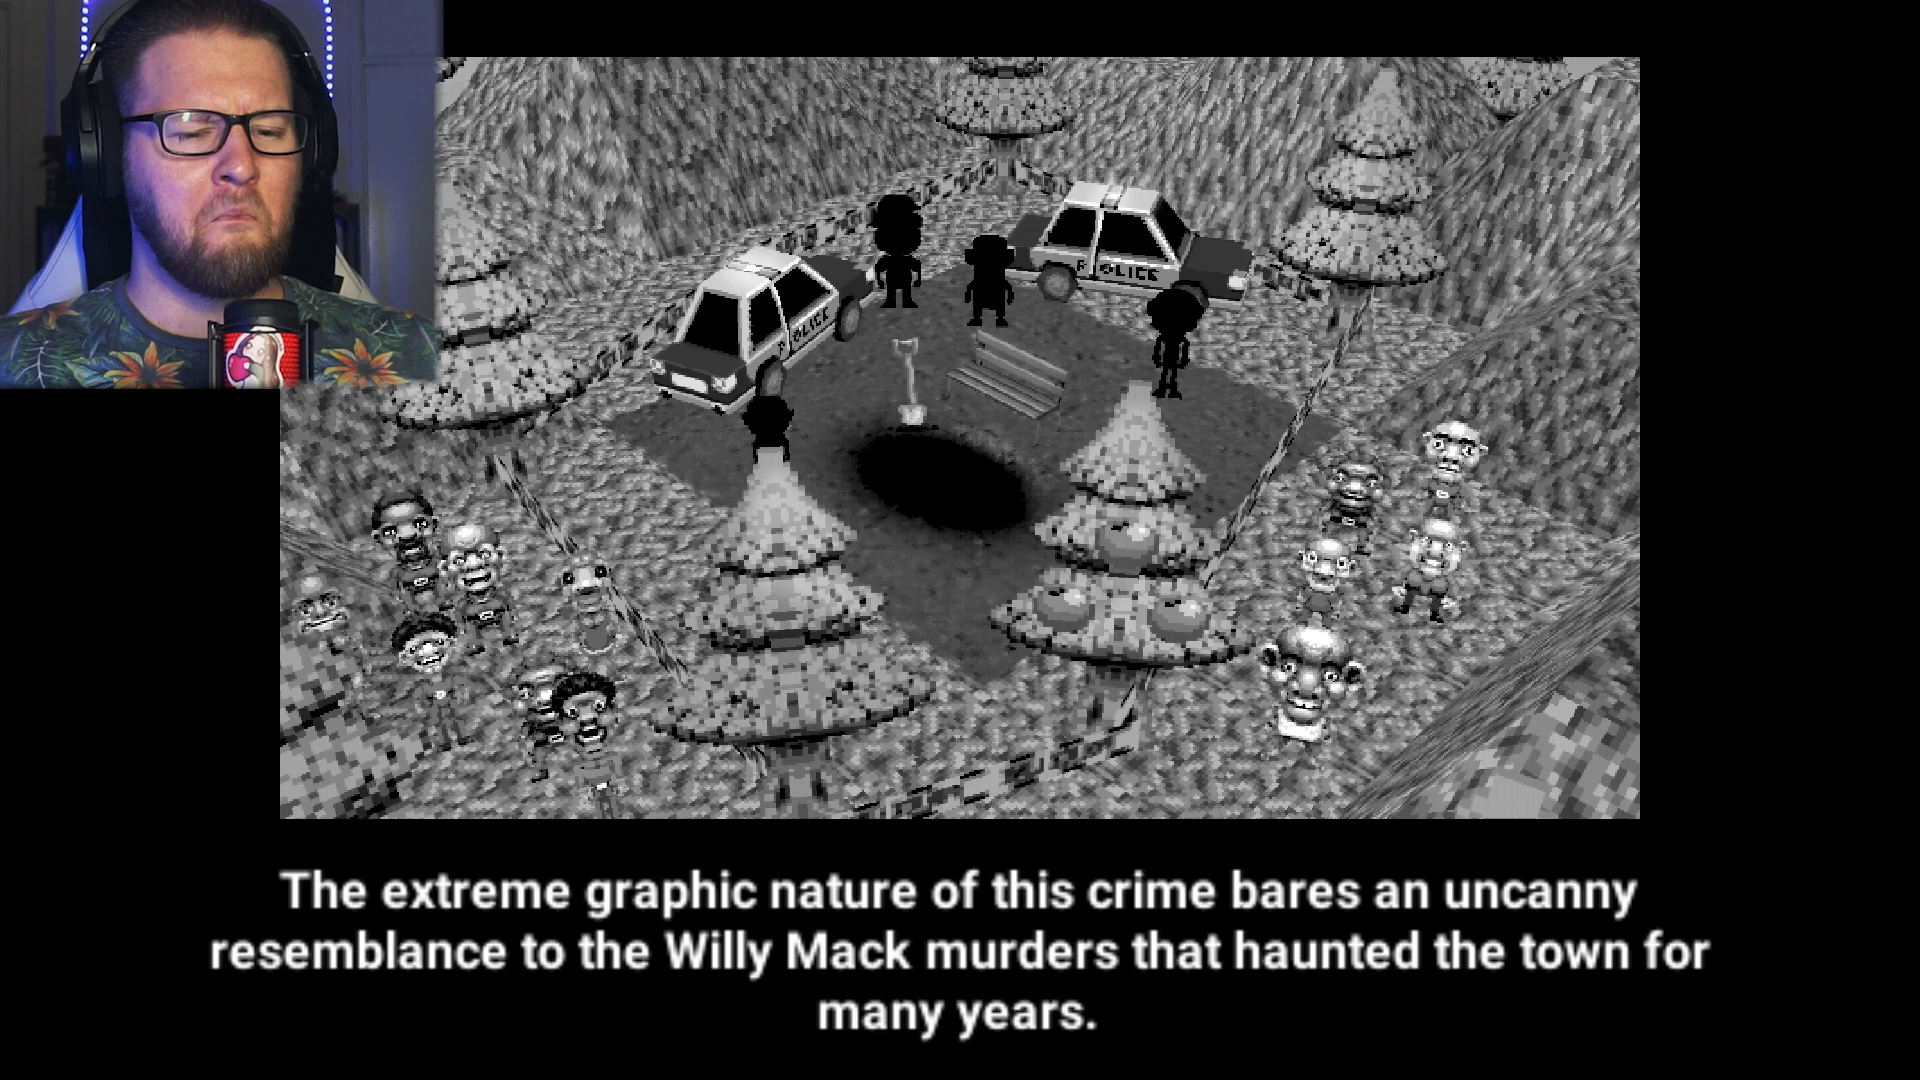 POLICE
POLICE
The extreme graphic nature of this crime bares an uncanny
resemblance to the Willy Mack murders that haunted the town for
many years.